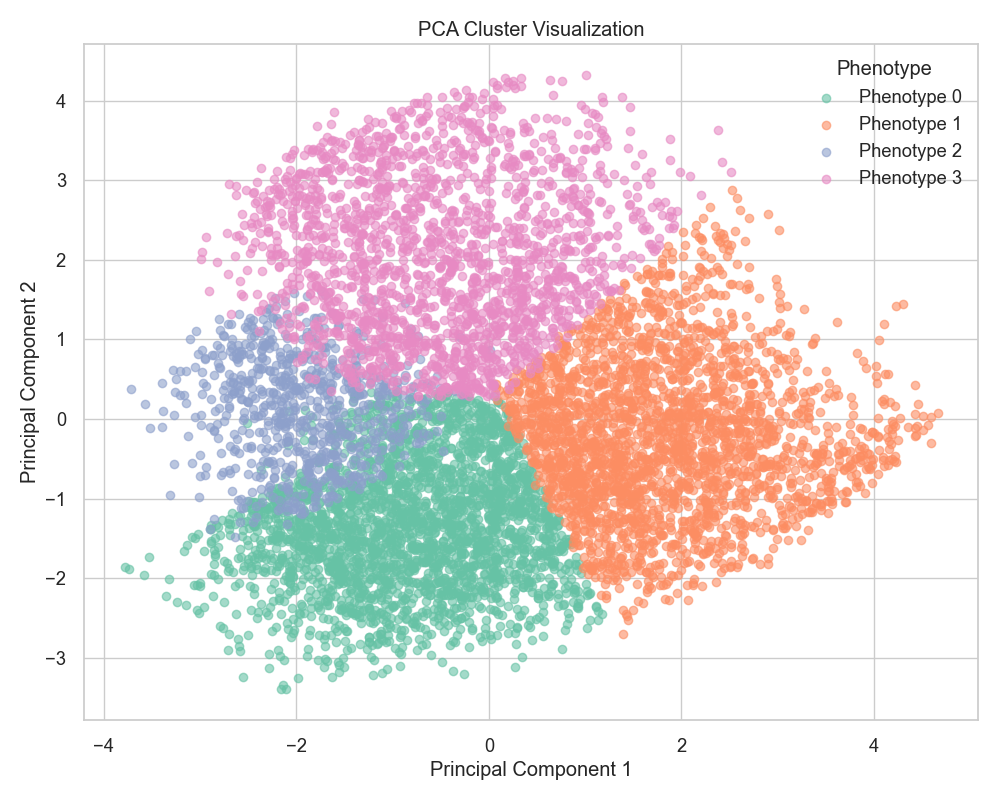 PCA Cluster Visualization
Phenotype
Phenotype 0
Phenotype 1
Phenotype 2
Phenotype 3
Principal Component 2
4
3
2
1
0
−1
−2
−3
−4 −2 0 2 4
Principal Component 1